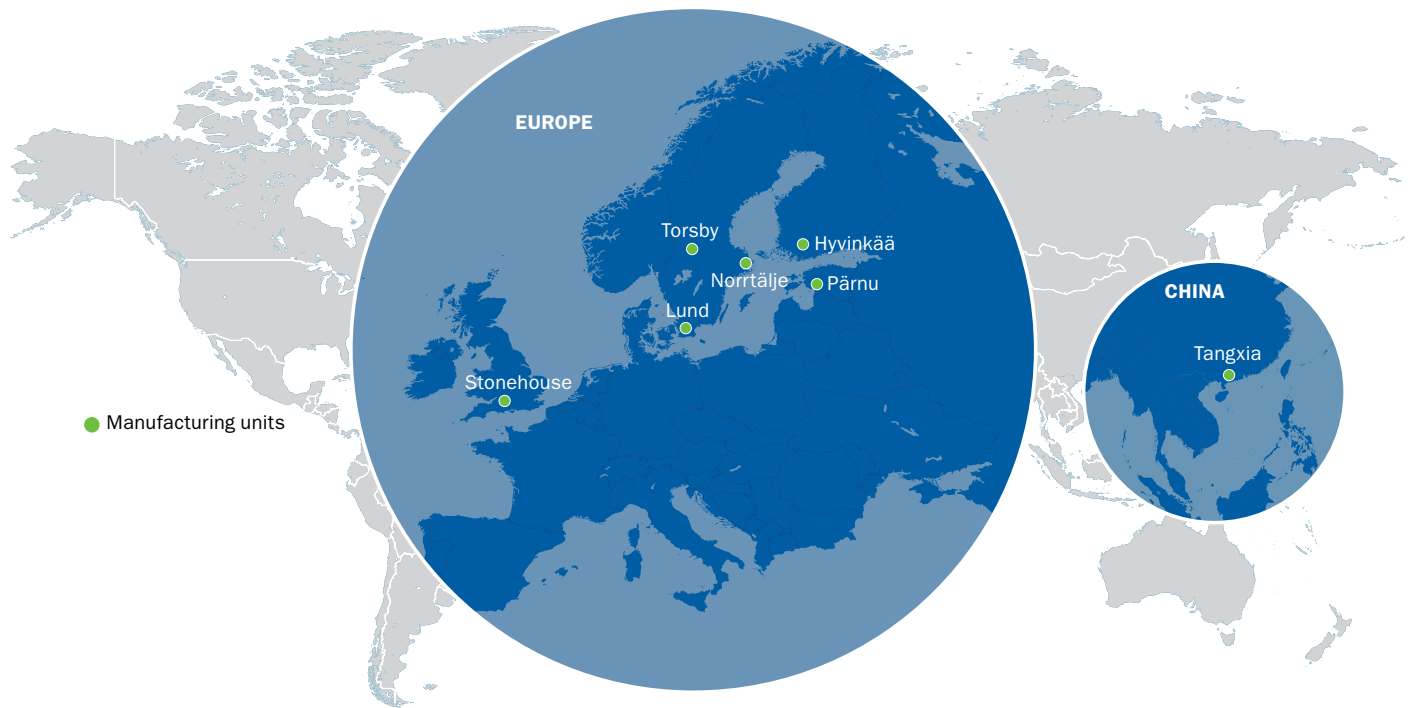 EUROPE
Torsby
Hyvinkää
Norrtälje
Pärnu
CHINA
Lund
Tangxia
Stonehouse
Manufacturing units